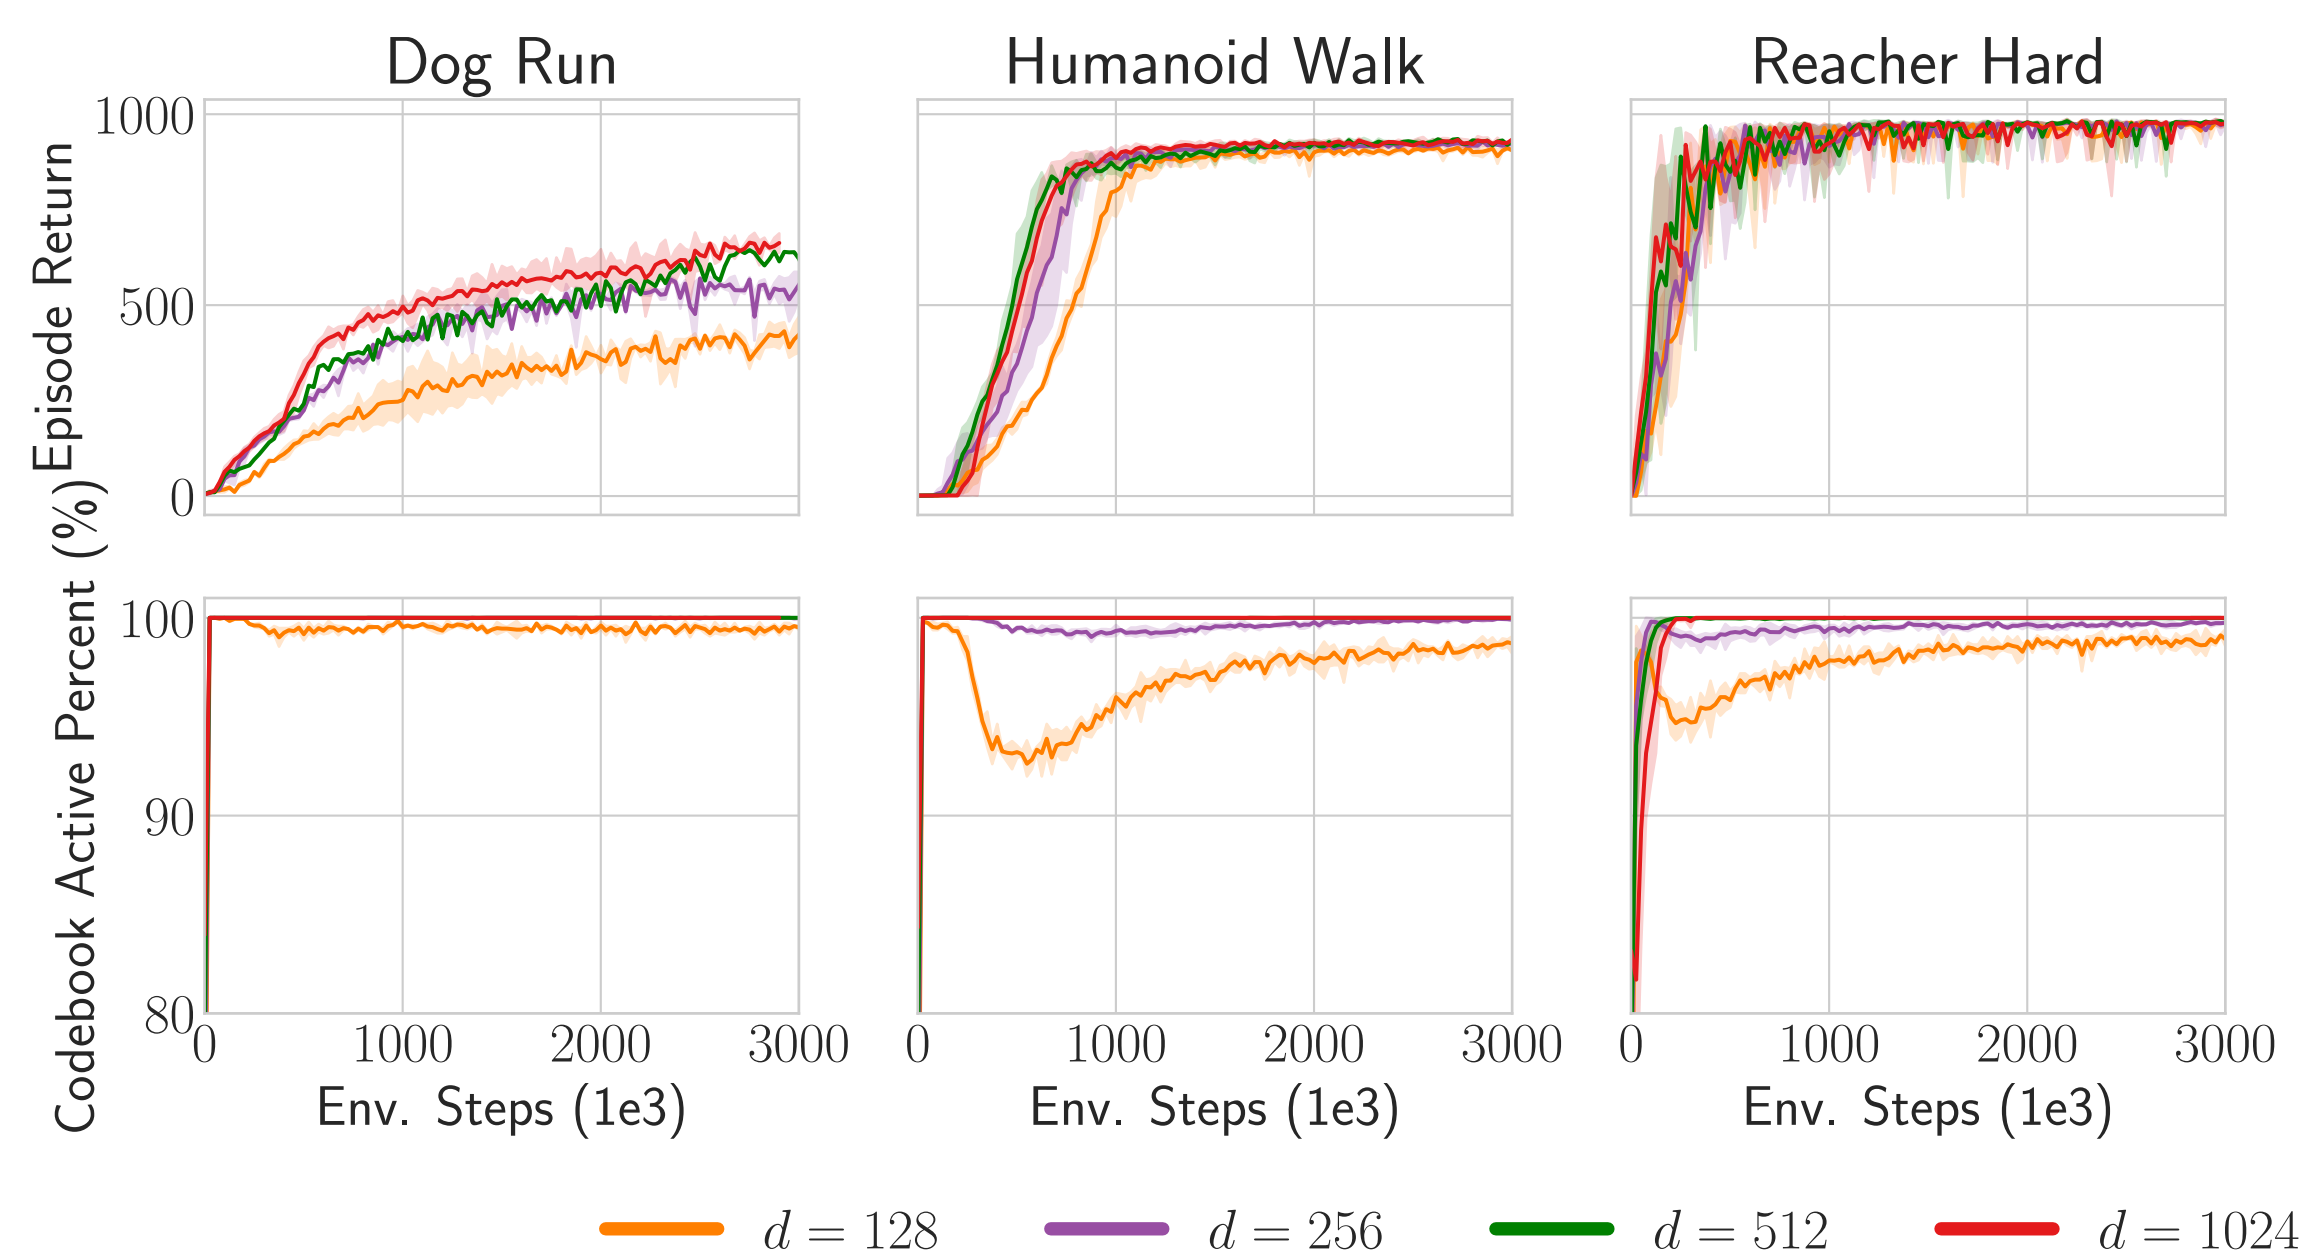 Dog Run
Humanoid Walk
Reacher Hard
Episode Return
1000
500
0
Codebook Active Percent (%)
100
90
80
0 1000 2000 3000
0 1000 2000 3000
0 1000 2000 3000
Env. Steps (1e3)
Env. Steps (1e3)
Env. Steps (1e3)
d = 128
d = 256
d = 512
d = 1024